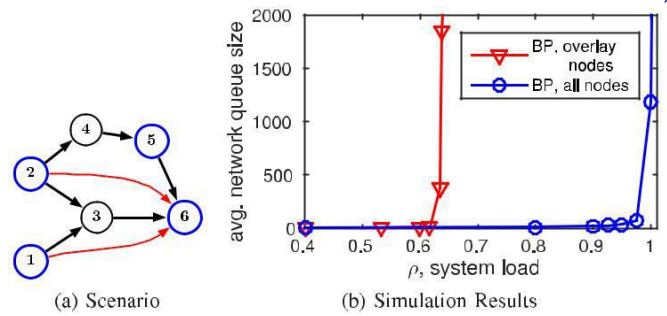 4
5
2
3
6
1
(a) Scenario
avg. network queue size
2000
1500
1000
500
0
0.4
0.5
0.6
0.7
0.8
0.9
1
ρ, system load
BP, overlay
nodes
BP, all nodes
(b) Simulation Results